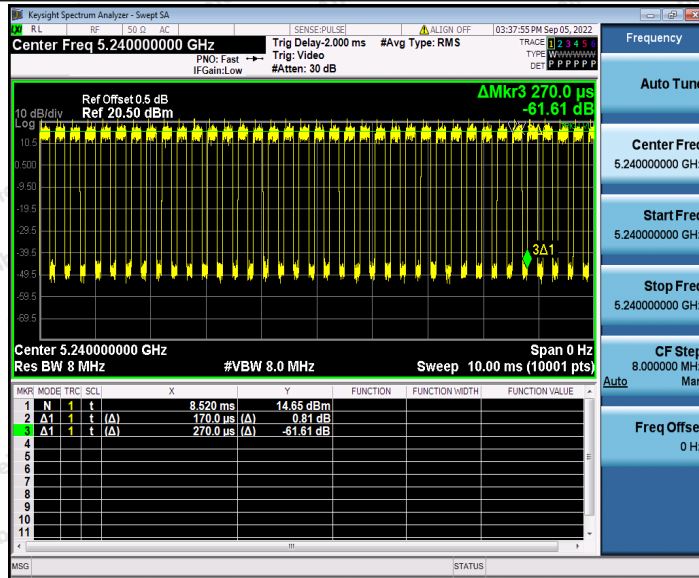 Keysight Spectrum Analyzer - Swept SA
LXI RL RF 50 Ω AC SENSE:PULSE ALIGN OFF 03:37:55 PM Sep 05, 2022
Center Freq 5.240000000 GHz
PNO: Fast
IFGain:Low
Trig Delay-2.000 ms
Trig: Video
#Atten: 30 dB
#Avg Type: RMS
TRACE 1 2 3 4 5 6
TYPE WWWWWW
DET P P P P P P
ΔMkr3 270.0 µs
-61.61 dB
10 dB/div
Log
Ref Offset 0.5 dB
Ref 20.50 dBm
10.5
0.500
-9.50
-19.5
-29.5
-39.5
-49.5
-59.5
-69.5
3Δ1
Center 5.240000000 GHz Span 0 Hz
Res BW 8 MHz #VBW 8.0 MHz Sweep 10.00 ms (10001 pts)
MKR MODE TRC SCL X Y FUNCTION FUNCTION WIDTH FUNCTION VALUE
1 N 1 t 8.520 ms 14.65 dBm
2 Δ1 1 t (Δ) 170.0 µs (Δ) 0.81 dB
3 Δ1 1 t (Δ) 270.0 µs (Δ) -61.61 dB
4
5
6
7
8
9
10
11
MSG STATUS
Frequency
Auto Tune
Center Freq
5.240000000 GHz
Start Freq
5.240000000 GHz
Stop Freq
5.240000000 GHz
CF Step
8.000000 MHz
Auto Man
Freq Offset
0 Hz